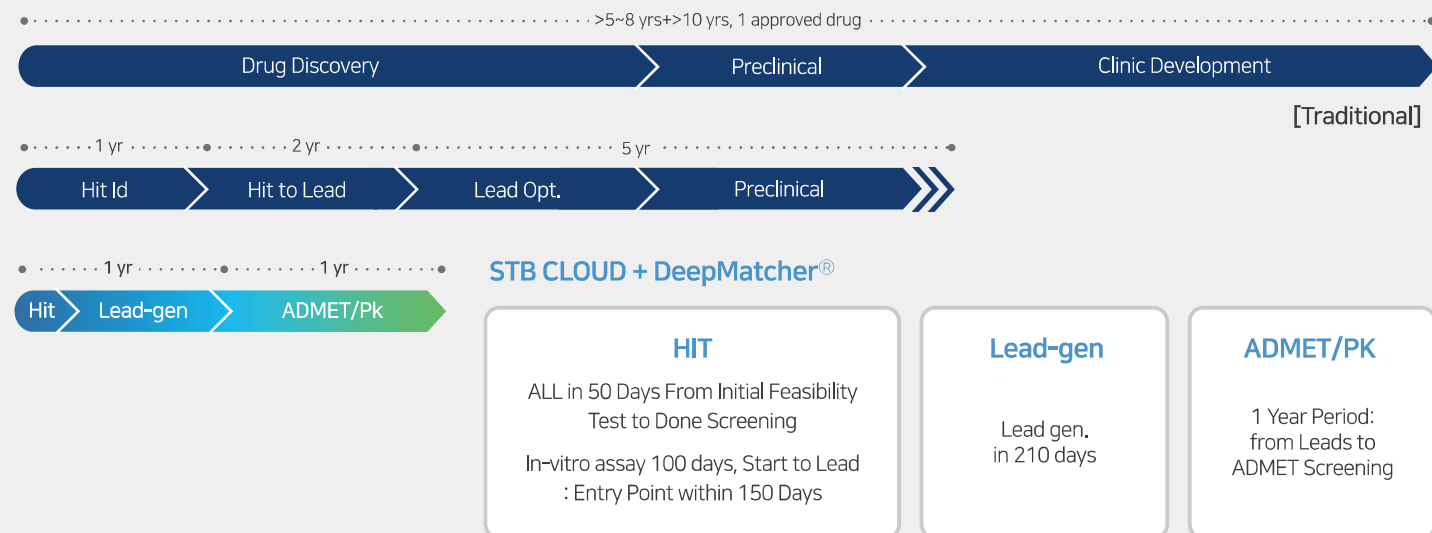 >5~8 yrs+>10 yrs, 1 approved drug
Drug Discovery
Preclinical
Clinic Development
[Traditional]
1 yr
2 yr
5 yr
Hit Id
Hit to Lead
Lead Opt.
Preclinical
1 yr
1 yr
Hit
Lead-gen
ADMET/Pk
STB CLOUD + DeepMatcher®
HIT
ALL in 50 Days From Initial Feasibility
Test to Done Screening
In-vitro assay 100 days, Start to Lead
: Entry Point within 150 Days
Lead-gen
Lead gen.
in 210 days
ADMET/PK
1 Year Period:
from Leads to
ADMET Screening